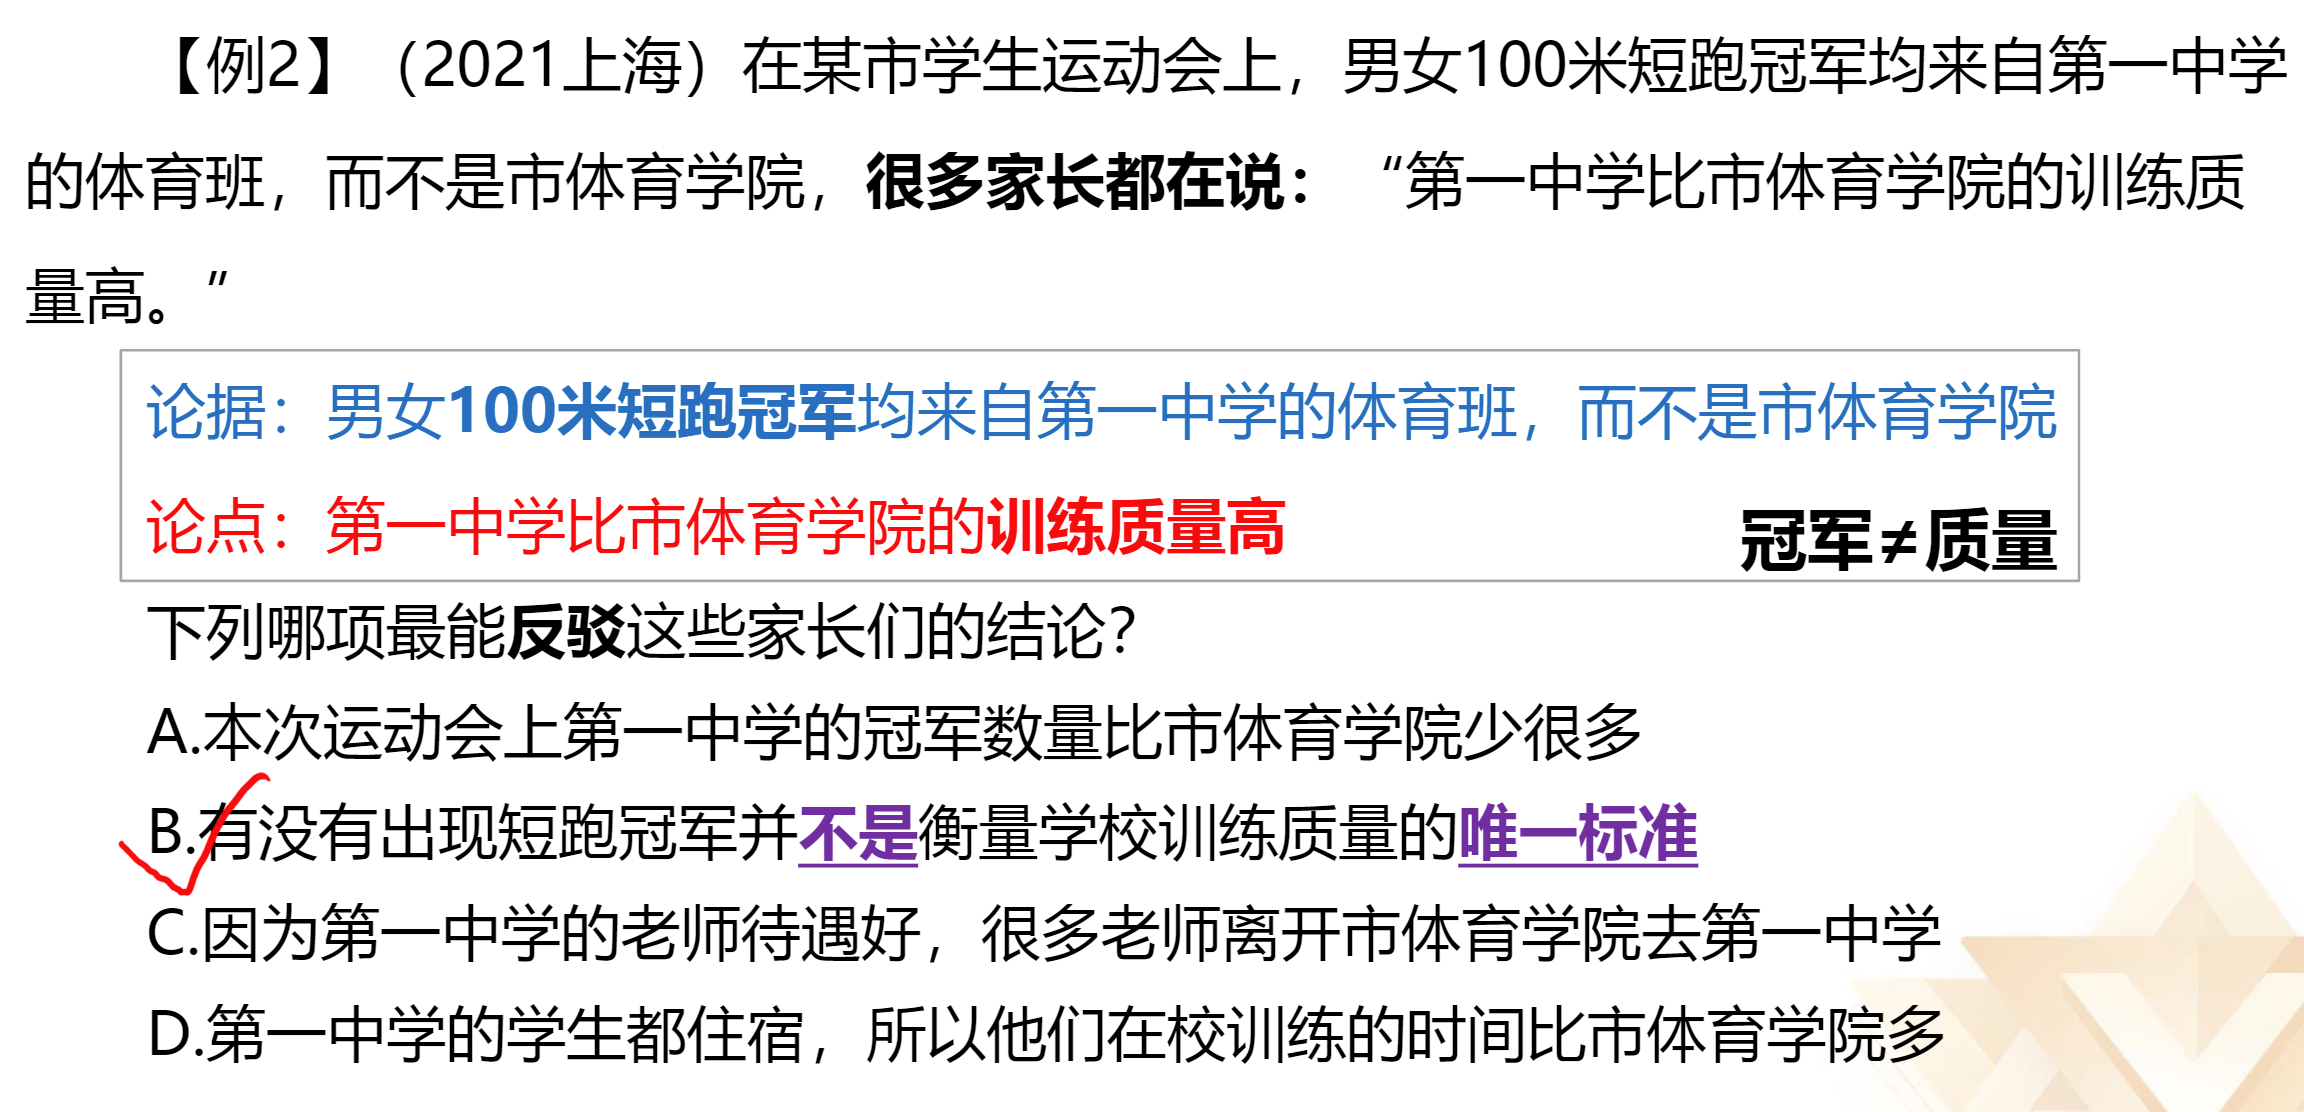 【例2】（2021上海）在某市学生运动会上，男女100米短跑冠军均来自第一中学
的体育班，而不是市体育学院，很多家长都在说：“第一中学比市体育学院的训练质
量高。”
论据：男女100米短跑冠军均来自第一中学的体育班，而不是市体育学院
论点：第一中学比市体育学院的训练质量高 冠军≠质量
下列哪项最能反驳这些家长们的结论？
A.本次运动会上第一中学的冠军数量比市体育学院少很多
B.有没有出现短跑冠军并不是衡量学校训练质量的唯一标准
C.因为第一中学的老师待遇好，很多老师离开市体育学院去第一中学
D.第一中学的学生都住宿，所以他们在校训练的时间比市体育学院多